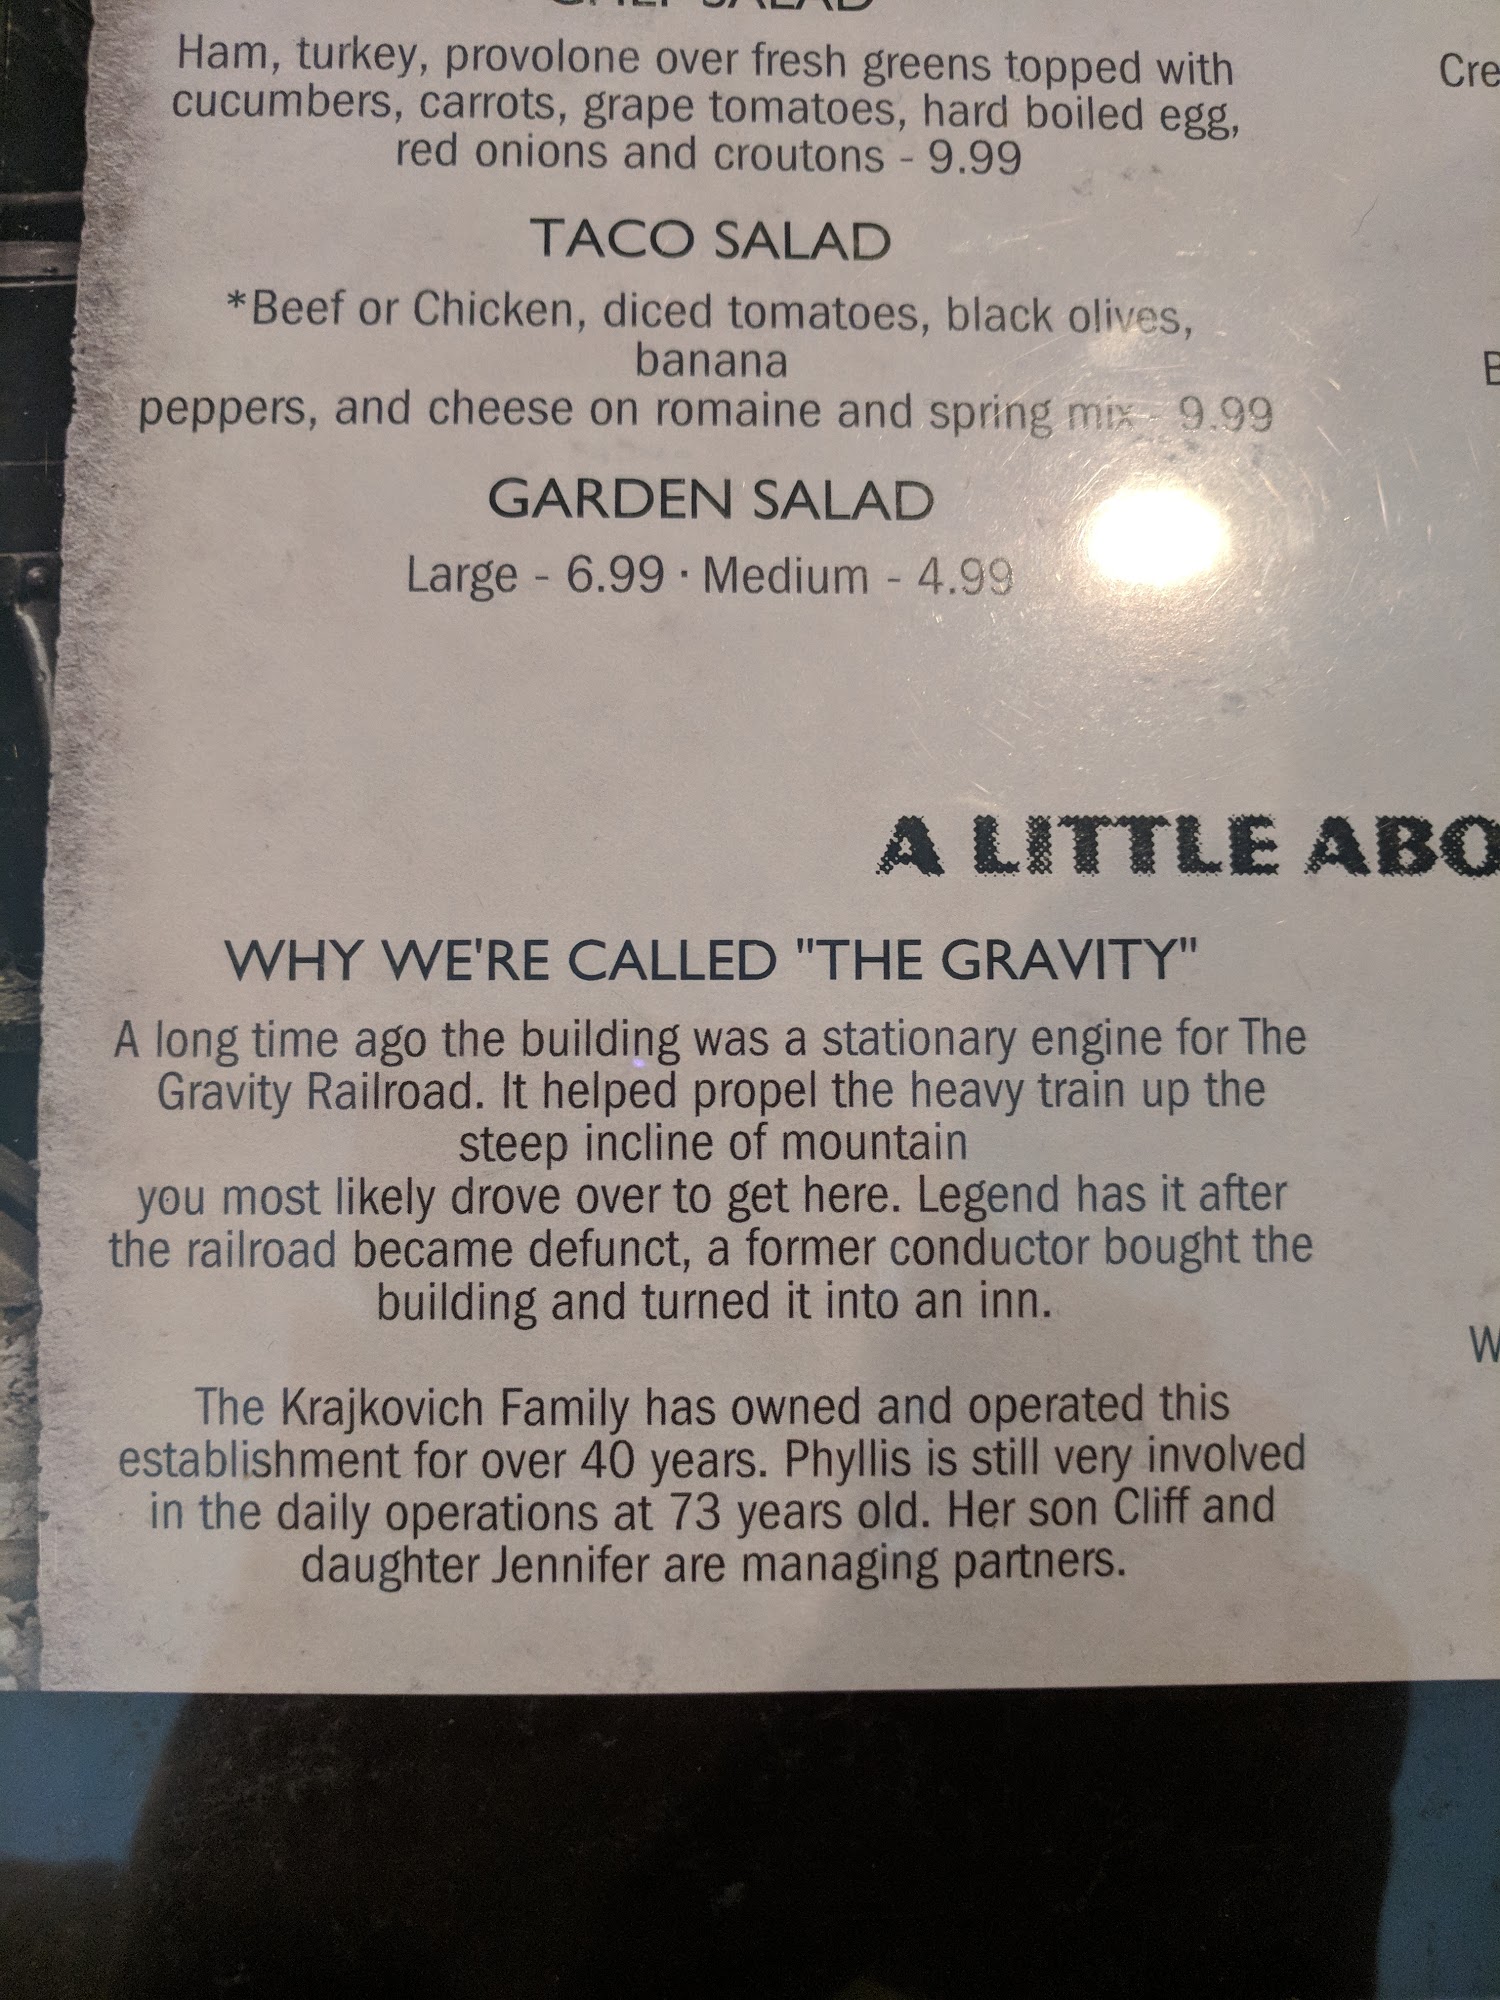 CHEF SALAD
Ham, turkey, provolone over fresh greens topped with
cucumbers, carrots, grape tomatoes, hard boiled egg,
red onions and croutons - 9.99
TACO SALAD
*Beef or Chicken, diced tomatoes, black olives,
banana
peppers, and cheese on romaine and spring mix - 9.99
GARDEN SALAD
Large - 6.99 · Medium - 4.99
A LITTLE ABO
WHY WE'RE CALLED "THE GRAVITY"
A long time ago the building was a stationary engine for The
Gravity Railroad. It helped propel the heavy train up the
steep incline of mountain
you most likely drove over to get here. Legend has it after
the railroad became defunct, a former conductor bought the
building and turned it into an inn.
The Krajkovich Family has owned and operated this
establishment for over 40 years. Phyllis is still very involved
in the daily operations at 73 years old. Her son Cliff and
daughter Jennifer are managing partners.